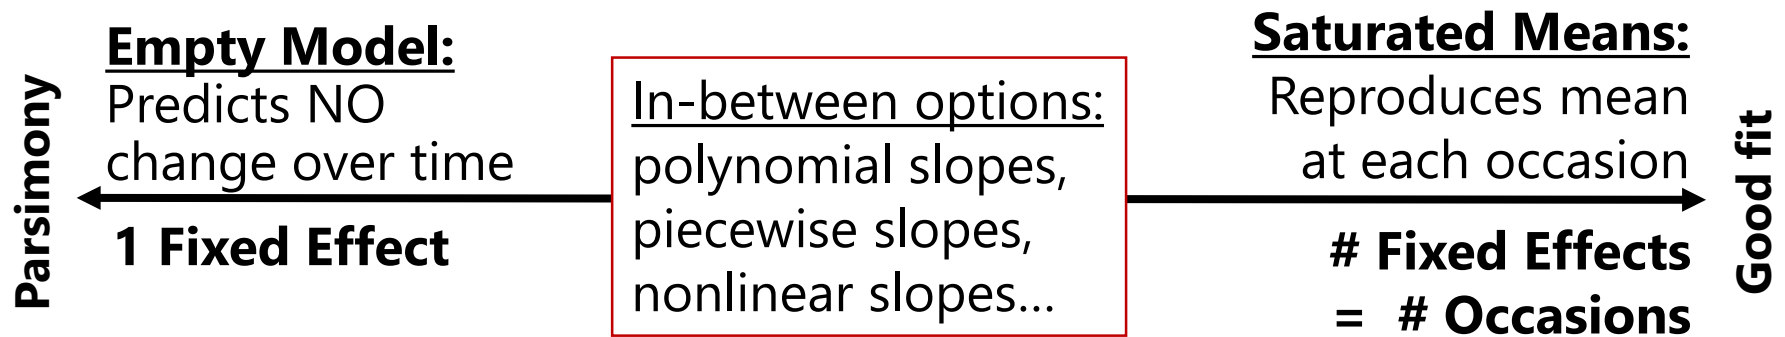 Parsimony
Empty Model:
Predicts NO
change over time
1 Fixed Effect
In-between options:
polynomial slopes,
piecewise slopes,
nonlinear slopes...
Saturated Means:
Reproduces mean
at each occasion
# Fixed Effects
= # Occasions
Good fit